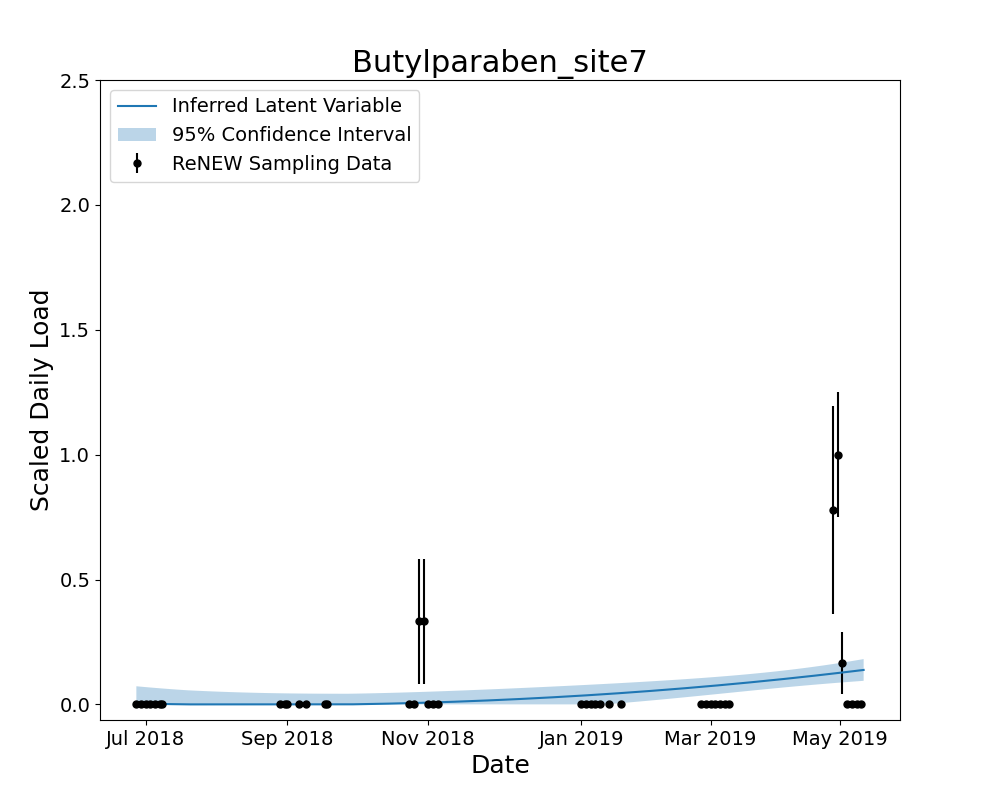 Butylparaben_site7
2.5
Inferred Latent Variable
95% Confidence Interval
ReNEW Sampling Data
2.0
1.5
1.0
0.5
0.0
Scaled Daily Load
Jul 2018 Sep 2018 Nov 2018 Jan 2019 Mar 2019 May 2019
Date